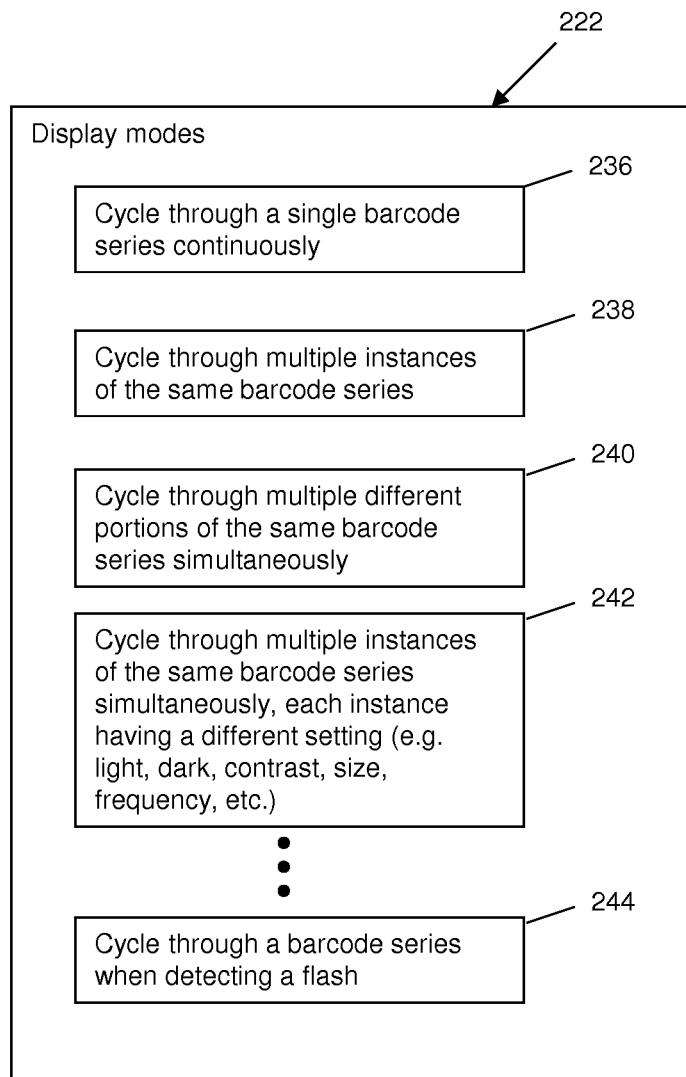 222
Display modes
236
Cycle through a single barcode
series continuously
238
Cycle through multiple instances
of the same barcode series
240
Cycle through multiple different
portions of the same barcode
series simultaneously
242
Cycle through multiple instances
of the same barcode series
simultaneously, each instance
having a different setting (e.g.
light, dark, contrast, size,
frequency, etc.)
244
Cycle through a barcode series
when detecting a flash